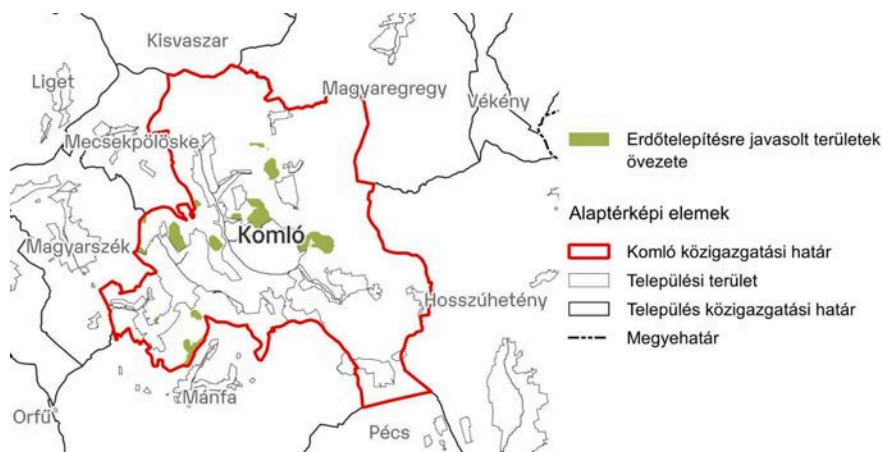 Kisvaszar
Liget
Magyaregregy
Vékény
Mecsekpölöske
Magyarszék
Komló
Hosszúhetény
Mánfa
Orfű
Pécs
Erdőtelepítésre javasolt területek
övezete
Alaptérképi elemek
Komló közigazgatási határ
Települési terület
Település közigazgatási határ
Megyehatár